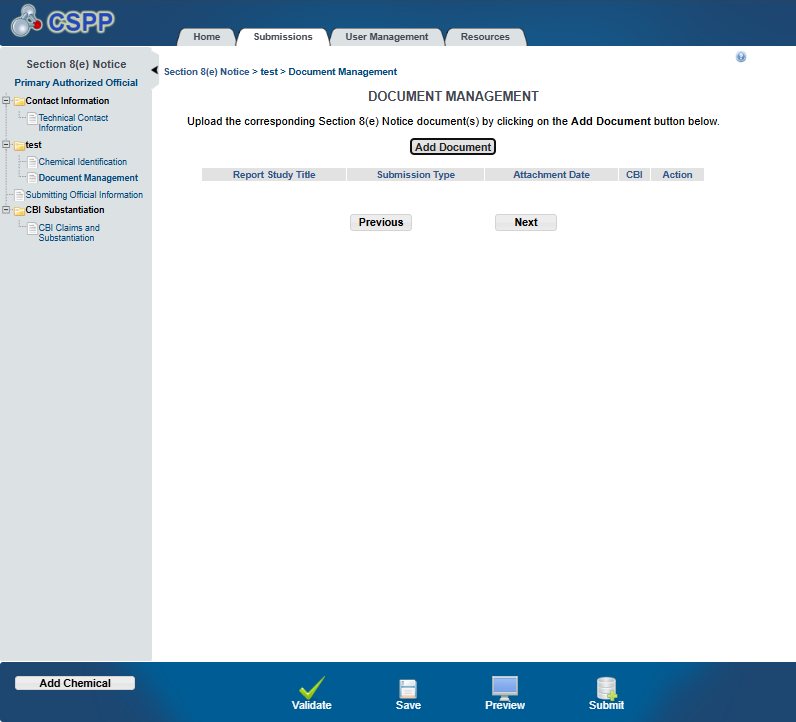 CSPP
Home
Submissions
User Management
Resources
Section 8(e) Notice
Primary Authorized Official
Contact Information
Technical Contact
Information
test
Chemical Identification
Document Management
Submitting Official Information
CBI Substantiation
CBI Claims and
Substantiation
Section 8(e) Notice > test > Document Management
?
DOCUMENT MANAGEMENT
Upload the corresponding Section 8(e) Notice document(s) by clicking on the Add Document button below.
Add Document
Report Study Title Submission Type Attachment Date CBI Action
Previous Next
Add Chemical
Validate
Save
Preview
Submit